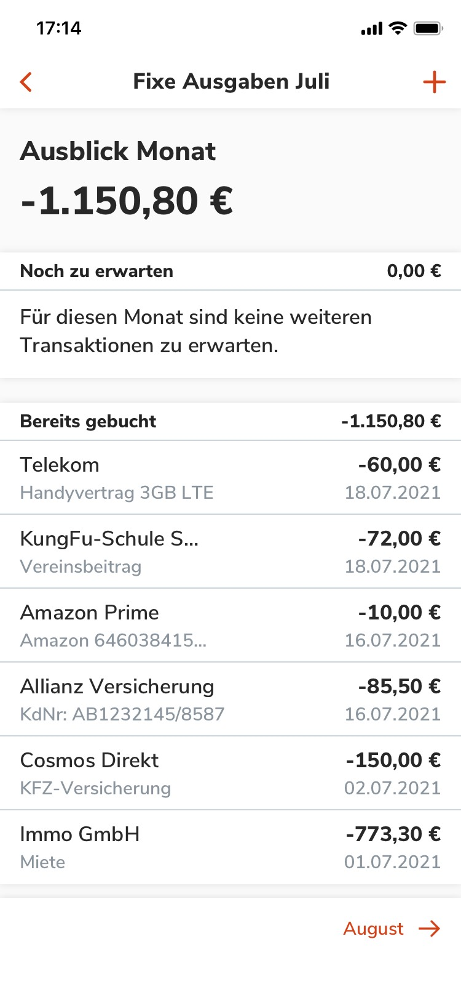 17:14
Fixe Ausgaben Juli
Ausblick Monat
-1.150,80 €
Noch zu erwarten 0,00 €
Für diesen Monat sind keine weiteren
Transaktionen zu erwarten.
Bereits gebucht -1.150,80 €
Telekom -60,00 €
Handyvertrag 3GB LTE 18.07.2021
KungFu-Schule S... -72,00 €
Vereinsbeitrag 18.07.2021
Amazon Prime -10,00 €
Amazon 646038415... 16.07.2021
Allianz Versicherung -85,50 €
KdNr: AB1232145/8587 16.07.2021
Cosmos Direkt -150,00 €
KFZ-Versicherung 02.07.2021
Immo GmbH -773,30 €
Miete 01.07.2021
August